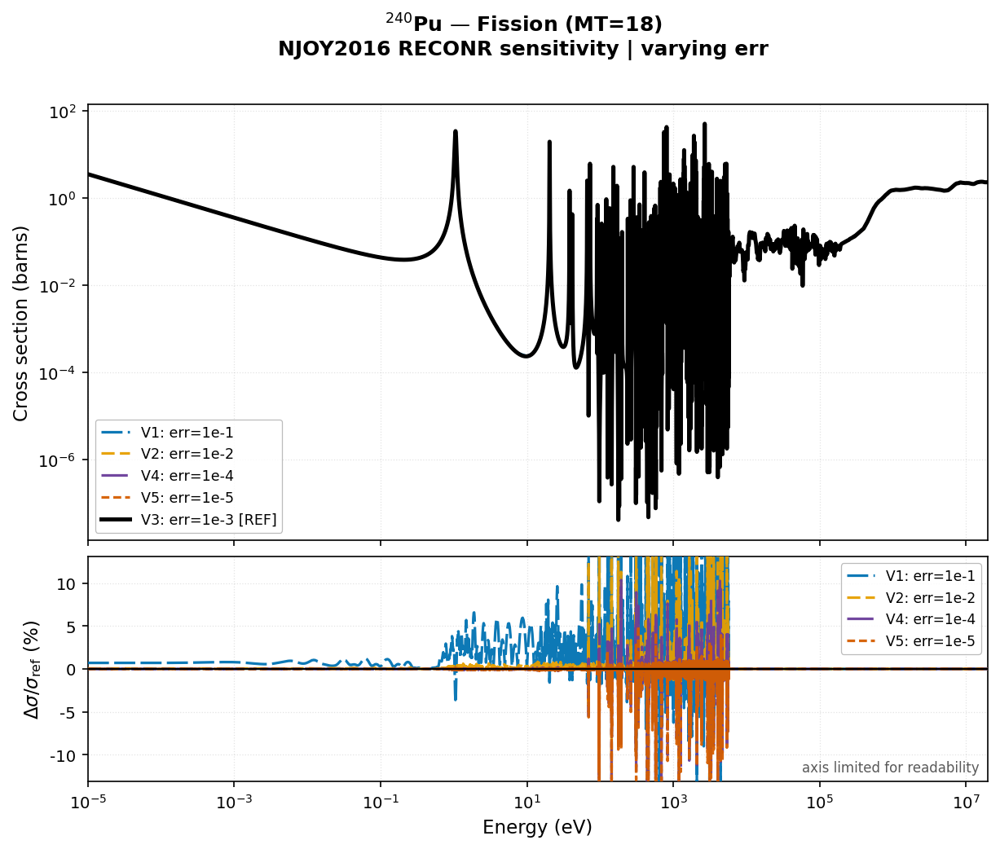 ²⁴⁰Pu — Fission (MT=18)
NJOY2016 RECONR sensitivity | varying err
10²
10⁰
10⁻²
10⁻⁴
10⁻⁶
Cross section (barns)
V1: err=1e-1
V2: err=1e-2
V4: err=1e-4
V5: err=1e-5
V3: err=1e-3 [REF]
10
5
0
-5
-10
Δσ/σref (%)
V1: err=1e-1
V2: err=1e-2
V4: err=1e-4
V5: err=1e-5
axis limited for readability
10⁻⁵ 10⁻³ 10⁻¹ 10¹ 10³ 10⁵ 10⁷
Energy (eV)